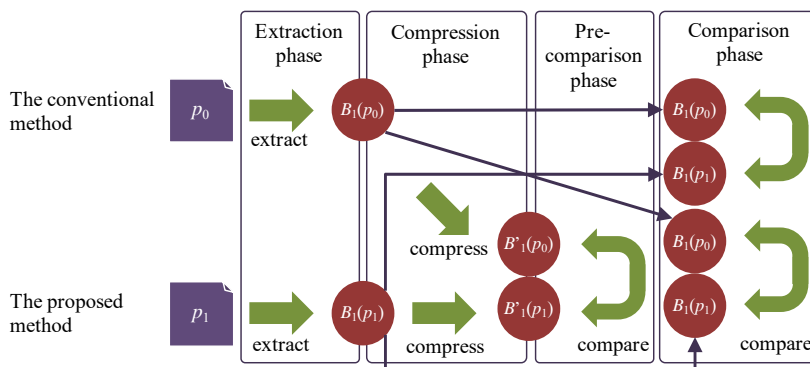 Extraction
phase
Compression
phase
Pre-
comparison
phase
Comparison
phase
The conventional
method
p₀
extract
B₁(p₀)
B₁(p₀)
B₁(p₁)
compress
B’₁(p₀)
B₁(p₀)
The proposed
method
p₁
extract
B₁(p₁)
compress
B’₁(p₁)
compare
B₁(p₁)
compare